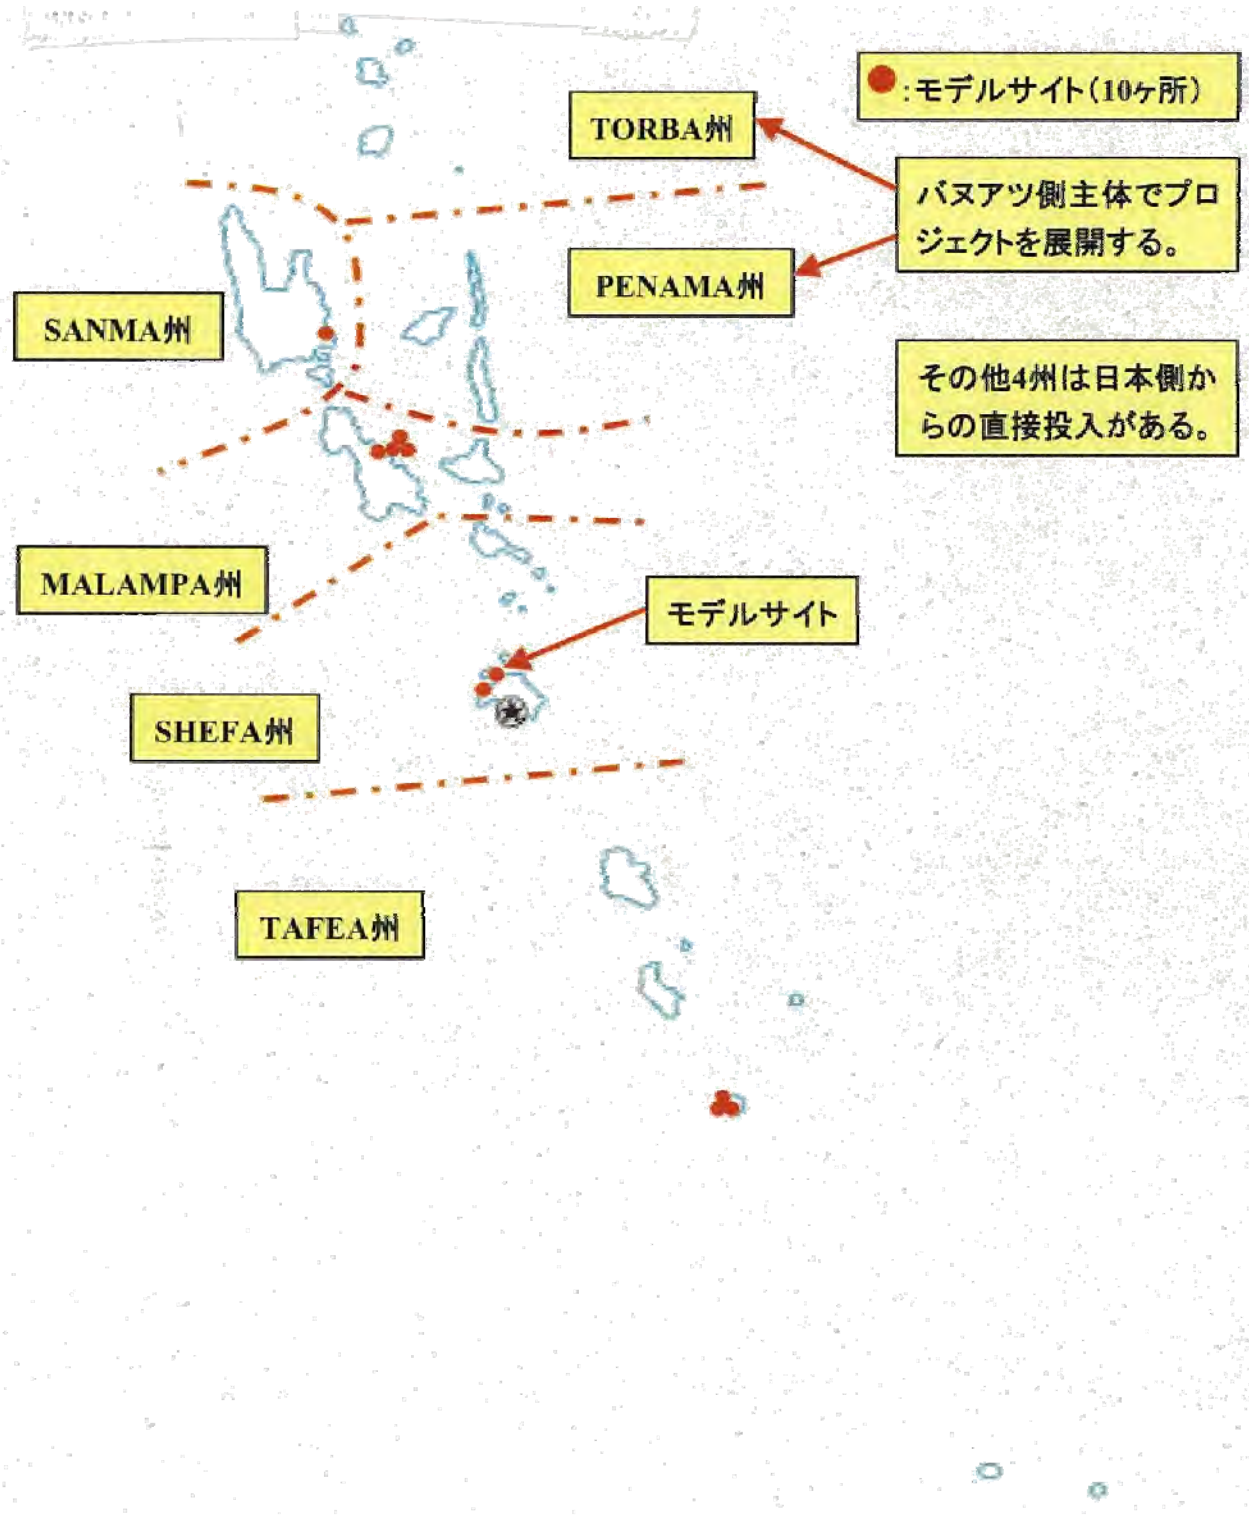 :モデルサイト(10ヶ所)
TORBA州
バヌアツ側主体でプロ
ジェクトを展開する。
PENAMA州
SANMA州
その他4州は日本側か
らの直接投入がある。
MALAMPA州
モデルサイト
SHEFA州
TAFEA州